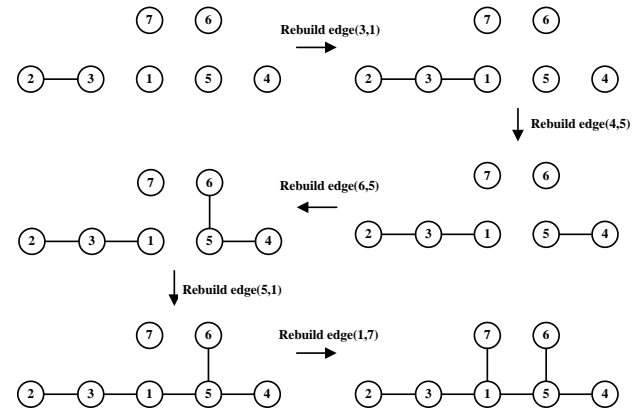 7 6
2 3 1 5 4
Rebuild edge(3,1)
7 6
2 3 1 5 4
Rebuild edge(4,5)
7 6
2 3 1 5 4
Rebuild edge(6,5)
7 6
2 3 1 5 4
Rebuild edge(5,1)
7 6
2 3 1 5 4
Rebuild edge(1,7)
7 6
2 3 1 5 4